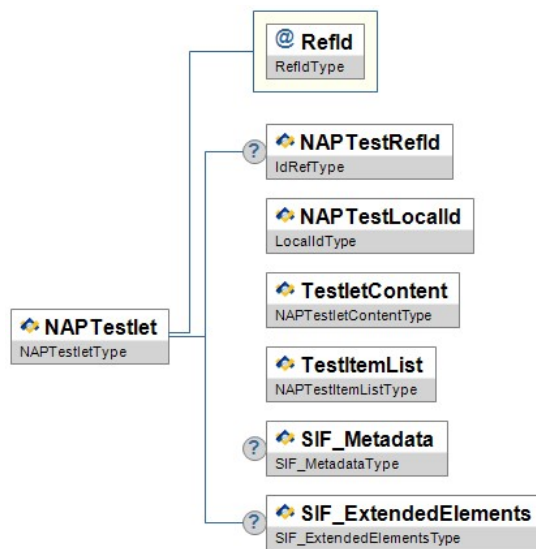 @ RefId
RefIdType
? NAPTestRefId
IdRefType
NAPTestLocalId
LocalIdType
TestletContent
NAPTestletContentType
NAPTestlet
NAPTestletType
TestItemList
NAPTestItemListType
? SIF_Metadata
SIF_MetadataType
? SIF_ExtendedElements
SIF_ExtendedElementsType